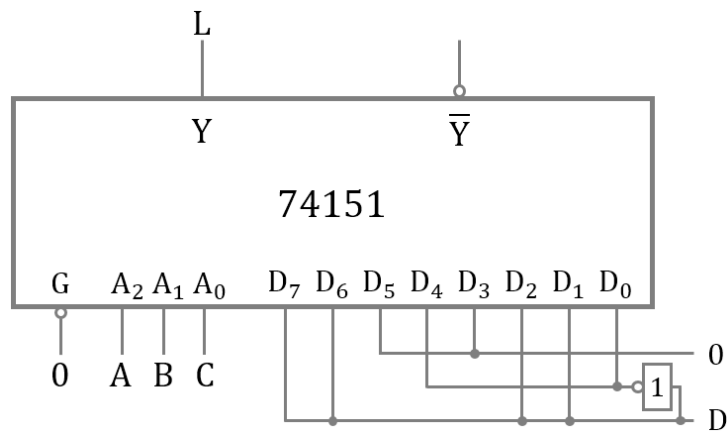 L
Y Y̅
74151
G A₂ A₁ A₀ D₇ D₆ D₅ D₄ D₃ D₂ D₁ D₀
0
0 A B C
1
D